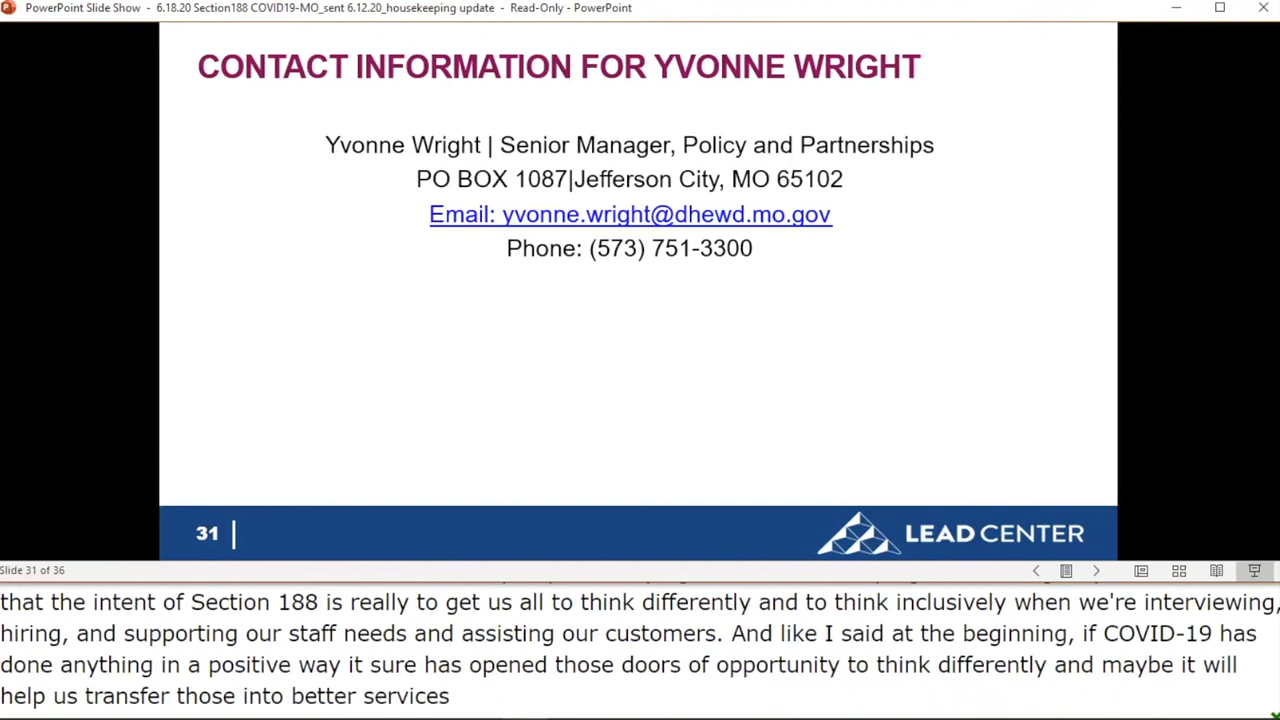 PowerPoint Slide Show - 6.18.20 Section188 COVID19-MO_sent 6.12.20_housekeeping update - Read-Only - PowerPoint
CONTACT INFORMATION FOR YVONNE WRIGHT
Yvonne Wright | Senior Manager, Policy and Partnerships
PO BOX 1087|Jefferson City, MO 65102
Email: yvonne.wright@dhewd.mo.gov
Phone: (573) 751-3300
31
LEAD CENTER
Slide 31 of 36
that the intent of Section 188 is really to get us all to think differently and to think inclusively when we're interviewing,
hiring, and supporting our staff needs and assisting our customers. And like I said at the beginning, if COVID-19 has
done anything in a positive way it sure has opened those doors of opportunity to think differently and maybe it will
help us transfer those into better services